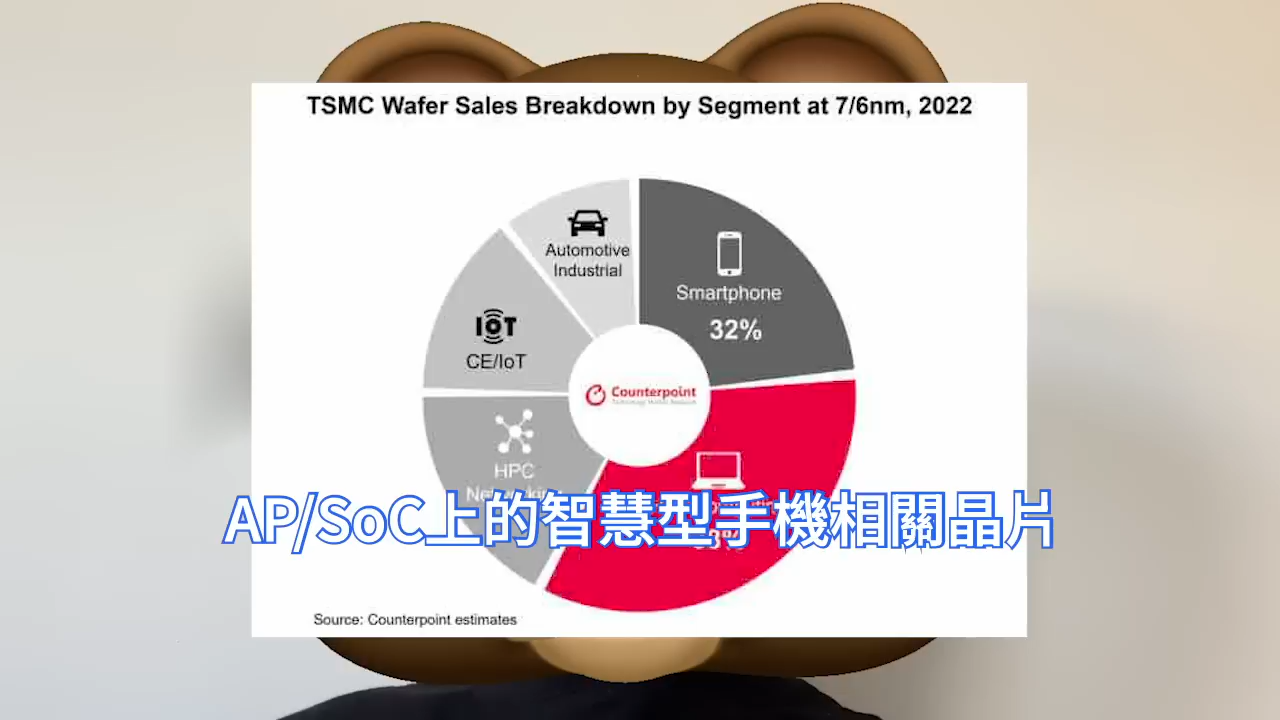 TSMC Wafer Sales Breakdown by Segment at 7/6nm, 2022
Automotive
Industrial
Smartphone
32%
IoT
CE/IoT
Counterpoint
HPC
AP/SoC上的智慧型手機相關晶片
Source: Counterpoint estimates